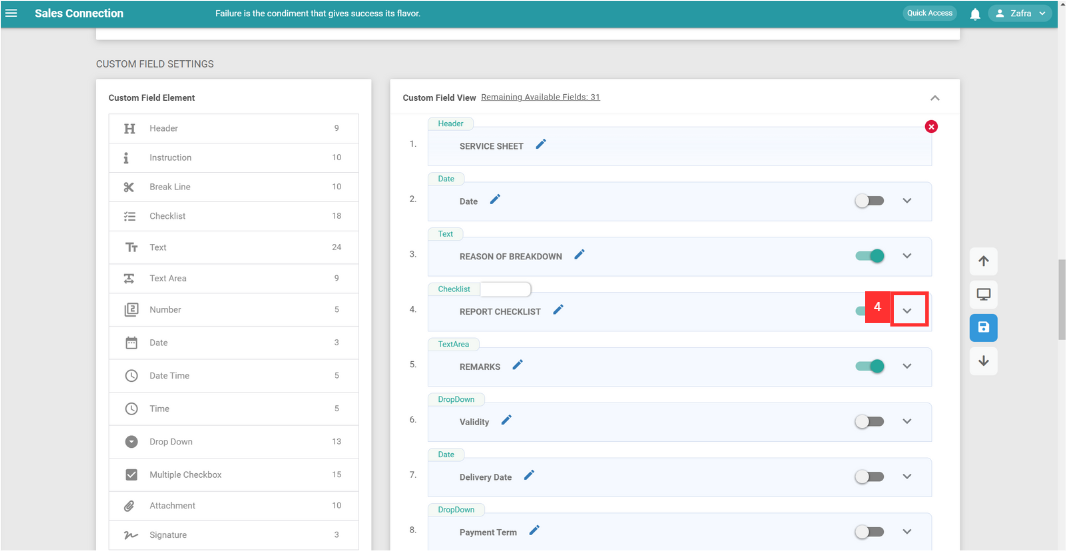 Sales Connection
Failure is the condiment that gives success its flavor.
Quick Access
Zafra
CUSTOM FIELD SETTINGS
Custom Field Element
Header 9
Instruction 10
Break Line 10
Checklist 18
Text 24
Text Area 9
Number 5
Date 3
Date Time 5
Time 5
Drop Down 13
Multiple Checkbox 15
Attachment 10
Signature 3
Custom Field View Remaining Available Fields: 31
Header
1. SERVICE SHEET
Date
2. Date
Text
3. REASON OF BREAKDOWN
Checklist
4. REPORT CHECKLIST
4
TextArea
5. REMARKS
DropDown
6. Validity
Date
7. Delivery Date
DropDown
8. Payment Term